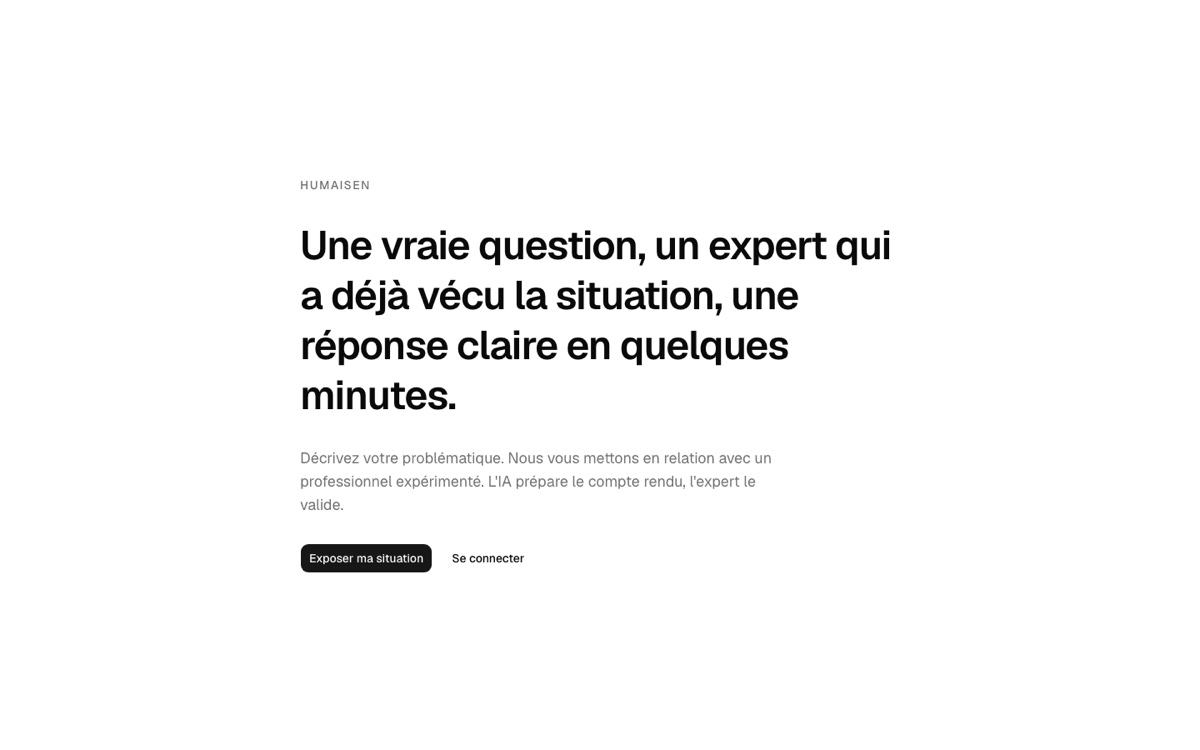 HUMAISEN
Une vraie question, un expert qui
a déjà vécu la situation, une
réponse claire en quelques
minutes.
Décrivez votre problématique. Nous vous mettons en relation avec un
professionnel expérimenté. L'IA prépare le compte rendu, l'expert le
valide.
Exposer ma situation
Se connecter